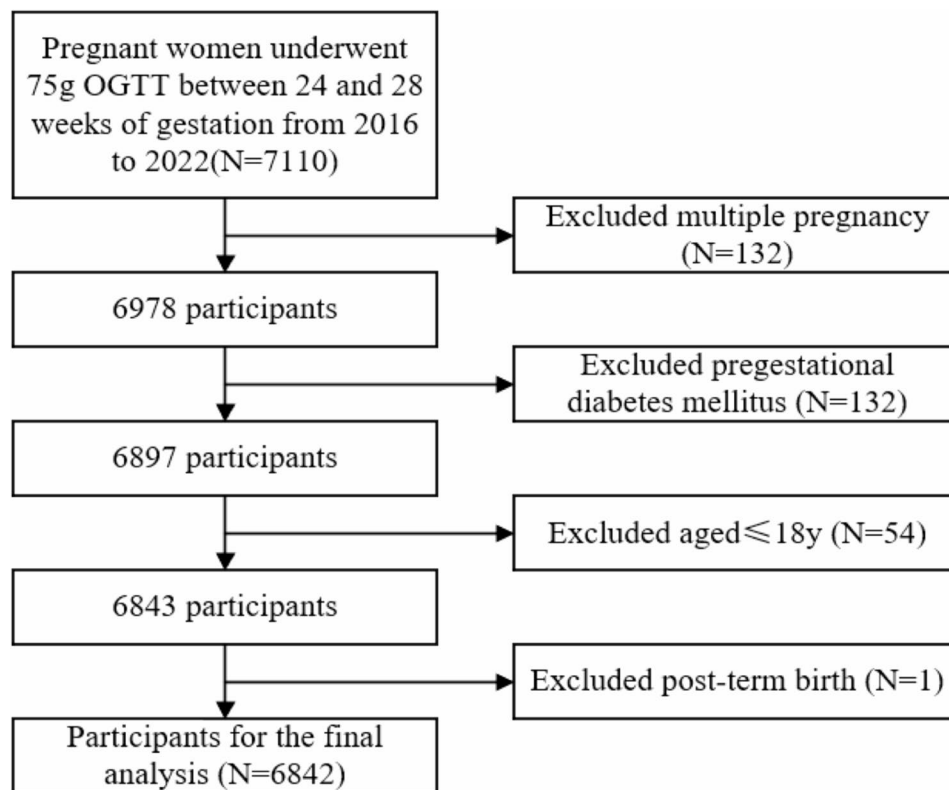 Pregnant women underwent
75g OGTT between 24 and 28
weeks of gestation from 2016
to 2022(N=7110)
Excluded multiple pregnancy
(N=132)
6978 participants
Excluded pregestational
diabetes mellitus (N=132)
6897 participants
Excluded aged≤18y (N=54)
6843 participants
Excluded post-term birth (N=1)
Participants for the final
analysis (N=6842)